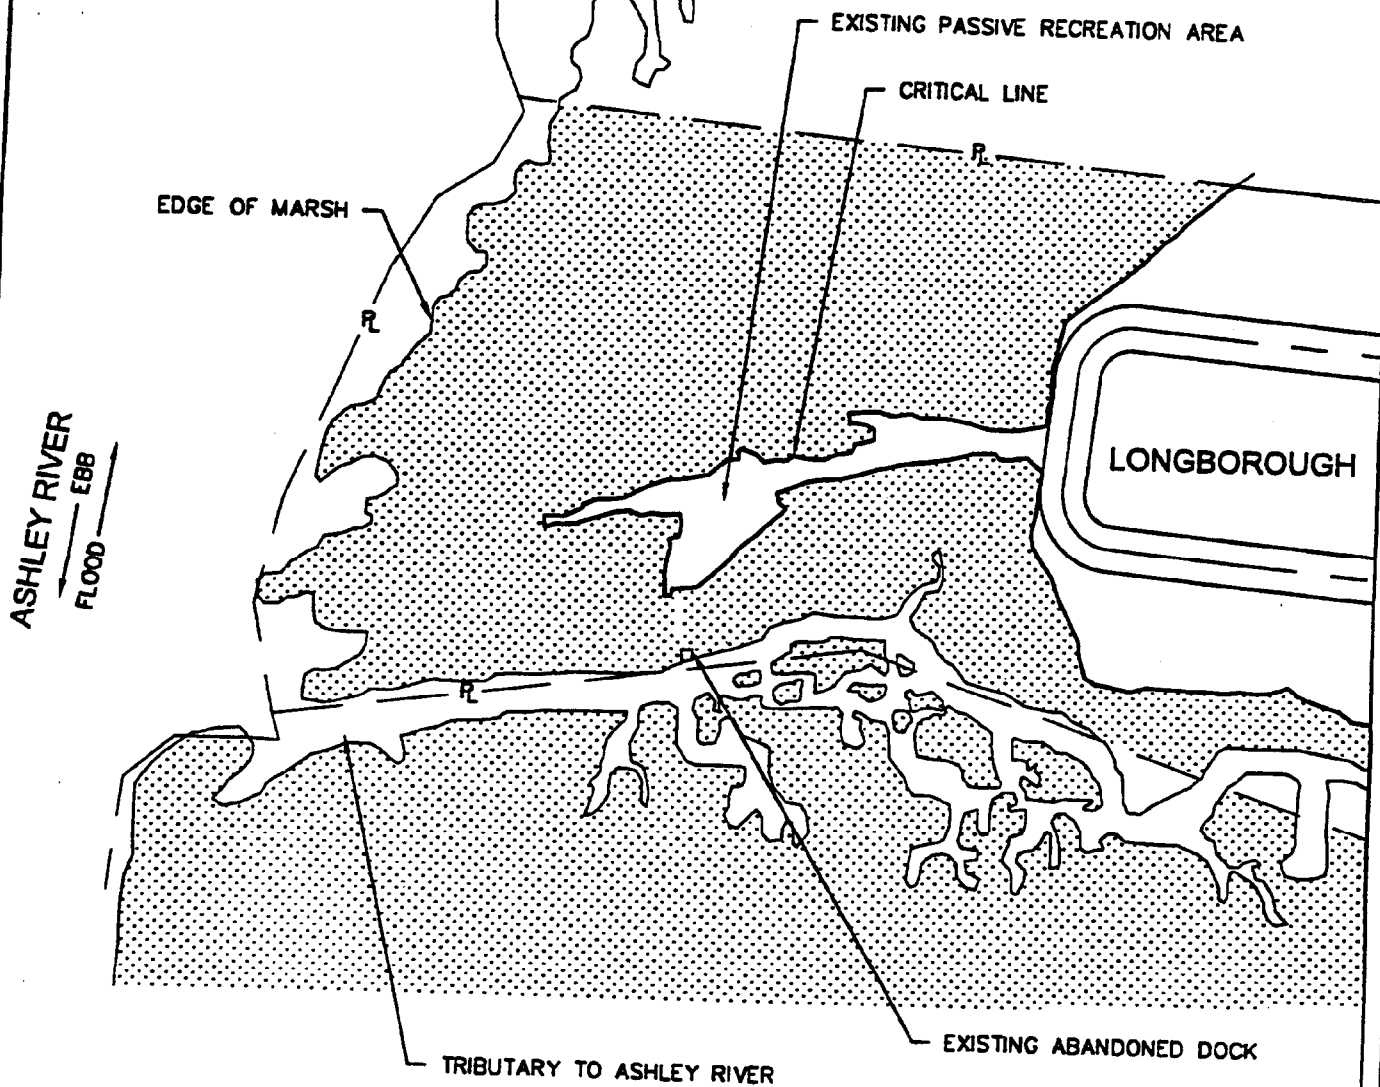 EXISTING PASSIVE RECREATION AREA
CRITICAL LINE
PL
EDGE OF MARSH
PL
LONGBOROUGH
ASHLEY RIVER
EBB
FLOOD
PL
EXISTING ABANDONED DOCK
TRIBUTARY TO ASHLEY RIVER